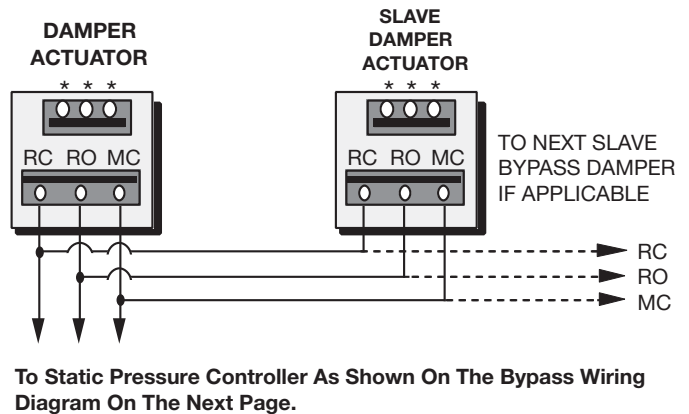 DAMPER
ACTUATOR
* * *
RC RO MC
SLAVE
DAMPER
ACTUATOR
* * *
RC RO MC
TO NEXT SLAVE
BYPASS DAMPER
IF APPLICABLE
RC
RO
MC
To Static Pressure Controller As Shown On The Bypass Wiring
Diagram On The Next Page.